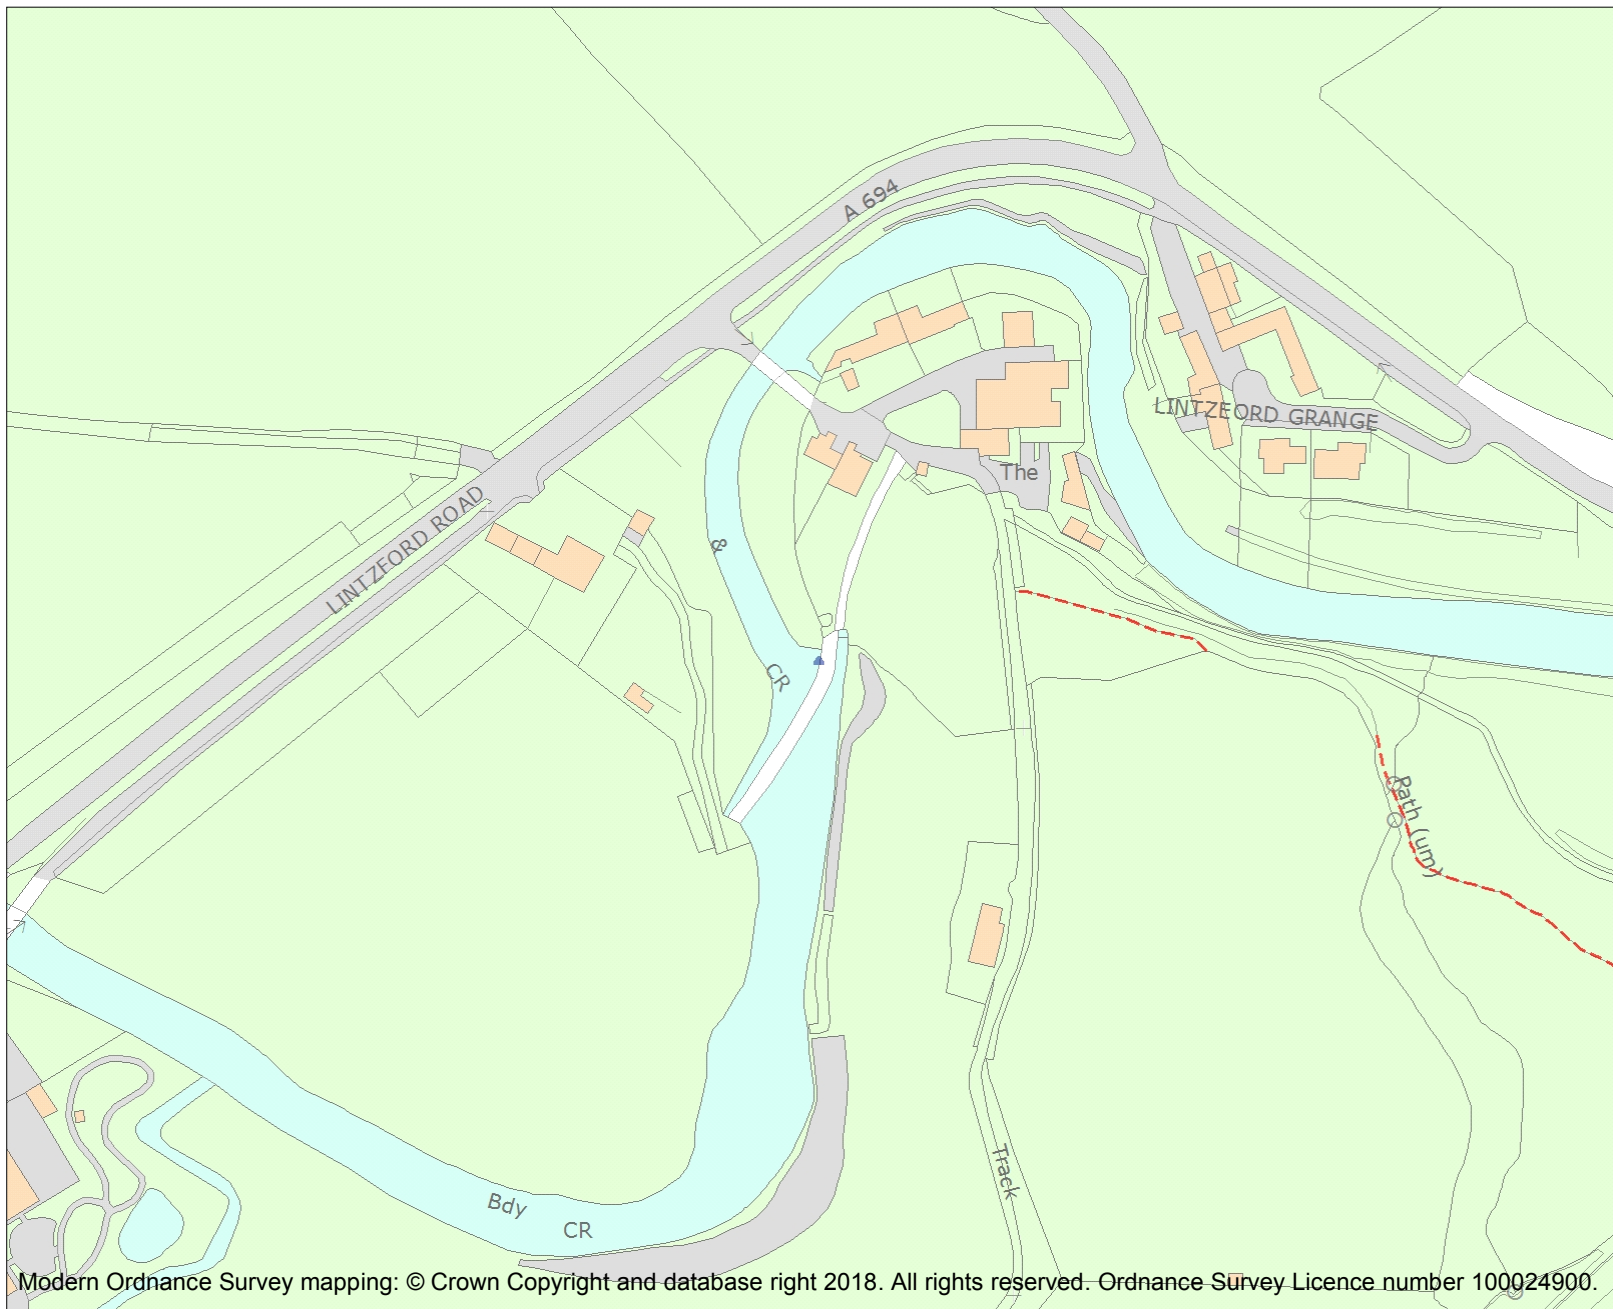 A 694
LINTZFORD GRANGE
The
LINTZFORD ROAD
&
CR
Path (um)
Track
Bdy
CR
Modern Ordnance Survey mapping: © Crown Copyright and database right 2018. All rights reserved. Ordnance Survey Licence number 100024900.